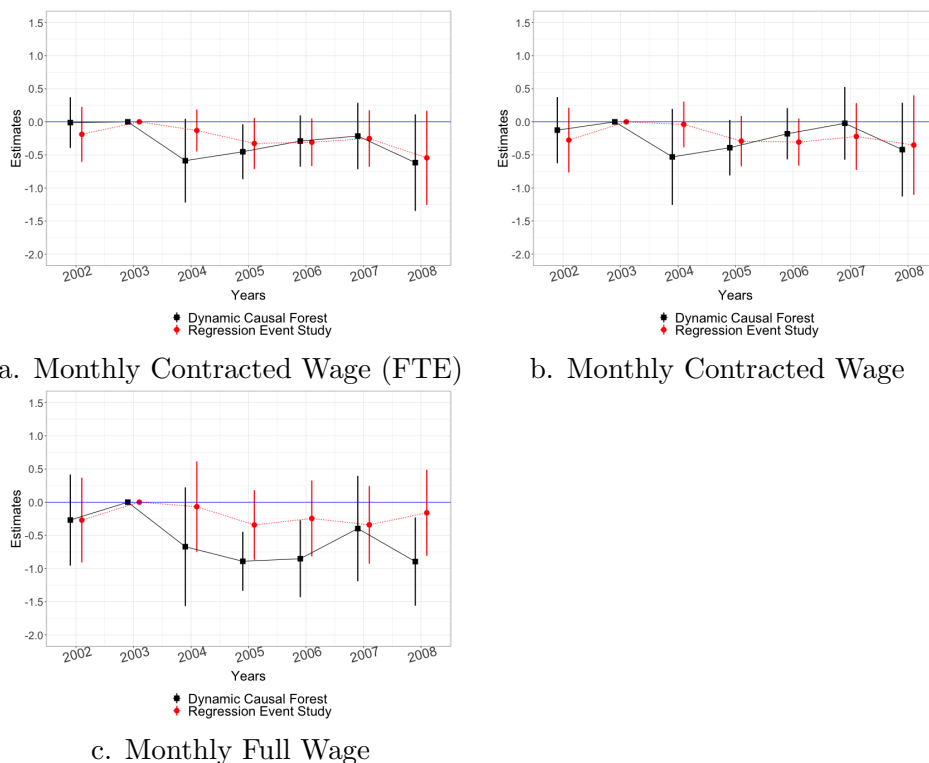 1.5
1.0
0.5
0.0
-0.5
-1.0
-1.5
-2.0
Estimates
2002 2003 2004 2005 2006 2007 2008
Years
Dynamic Causal Forest
Regression Event Study
a. Monthly Contracted Wage (FTE)
1.5
1.0
0.5
0.0
-0.5
-1.0
-1.5
-2.0
Estimates
2002 2003 2004 2005 2006 2007 2008
Years
Dynamic Causal Forest
Regression Event Study
b. Monthly Contracted Wage
1.5
1.0
0.5
0.0
-0.5
-1.0
-1.5
-2.0
Estimates
2002 2003 2004 2005 2006 2007 2008
Years
Dynamic Causal Forest
Regression Event Study
c. Monthly Full Wage